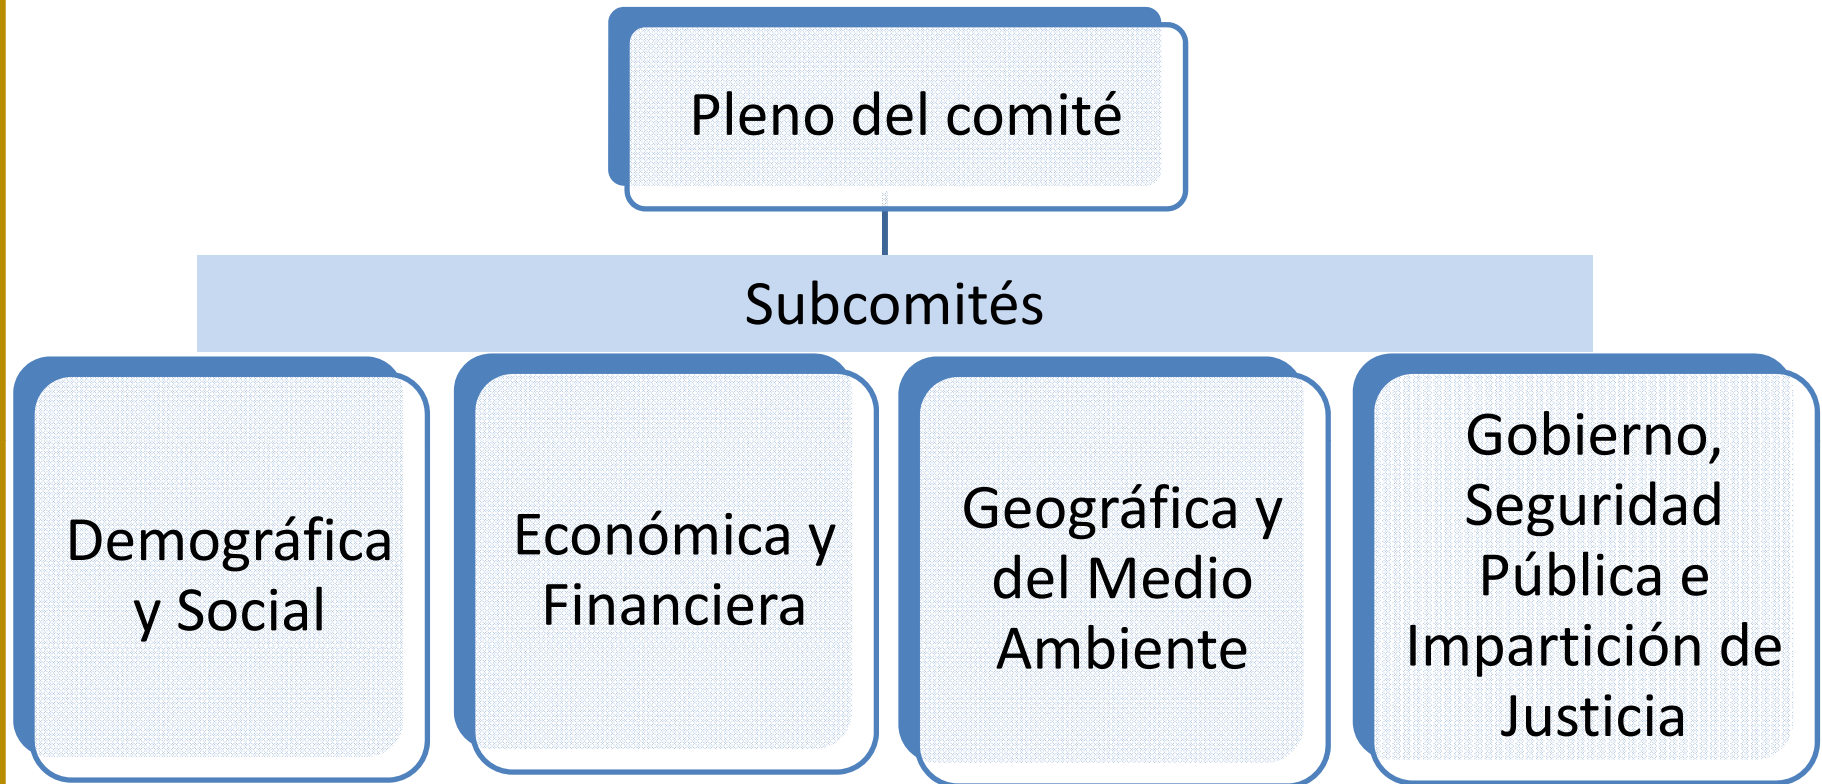 Pleno del comité
Subcomités
Demográfica
y Social
Económica y
Financiera
Geográfica y
del Medio
Ambiente
Gobierno,
Seguridad
Pública e
Impartición de
Justicia